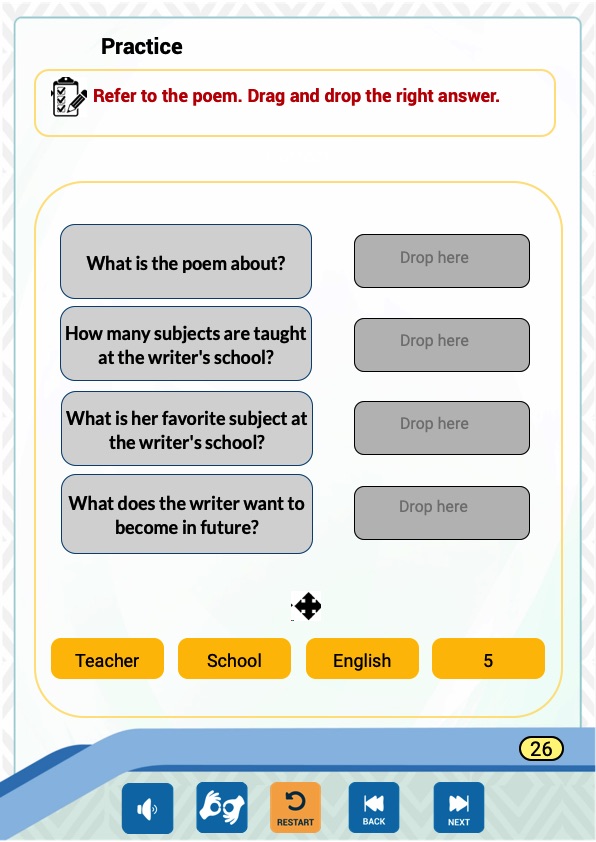 Practice
Refer to the poem. Drag and drop the right answer.
What is the poem about?
Drop here
How many subjects are taught
at the writer's school?
Drop here
What is her favorite subject at
the writer's school?
Drop here
What does the writer want to
become in future?
Drop here
Teacher
School
English
5
26
RESTART
BACK
NEXT